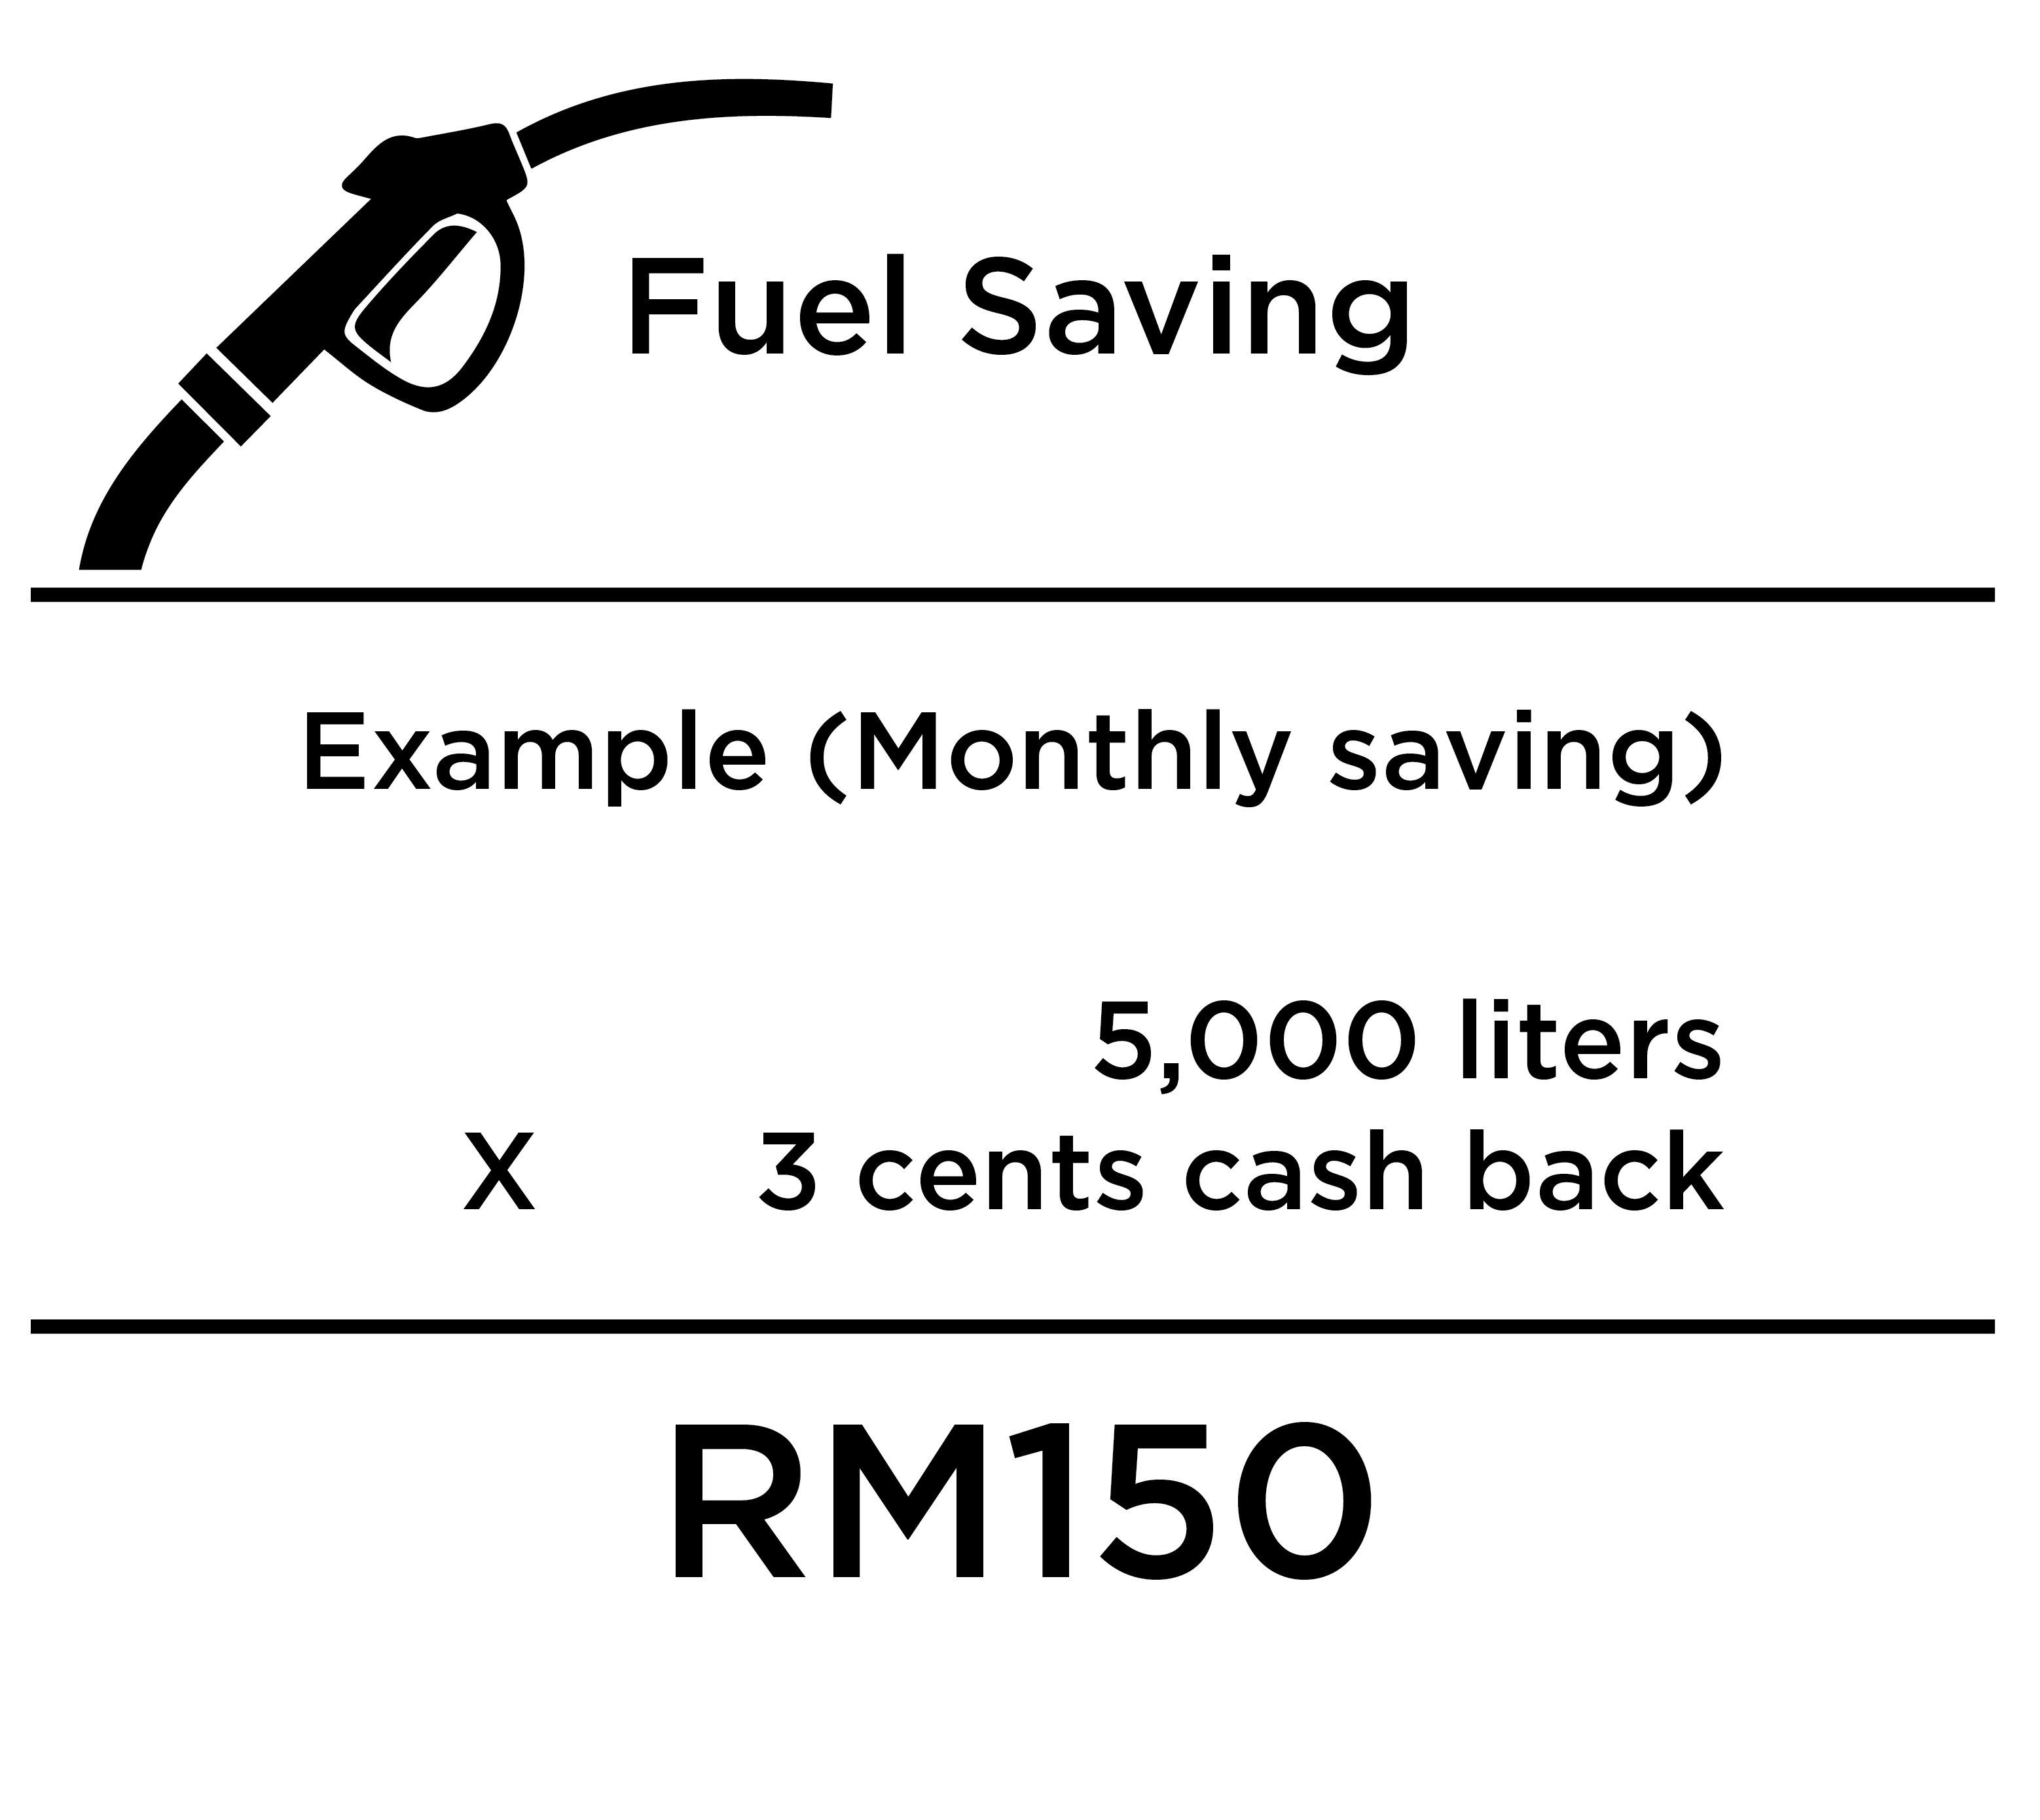 Fuel Saving
Example (Monthly saving)
5,000 liters
X 3 cents cash back
RM150